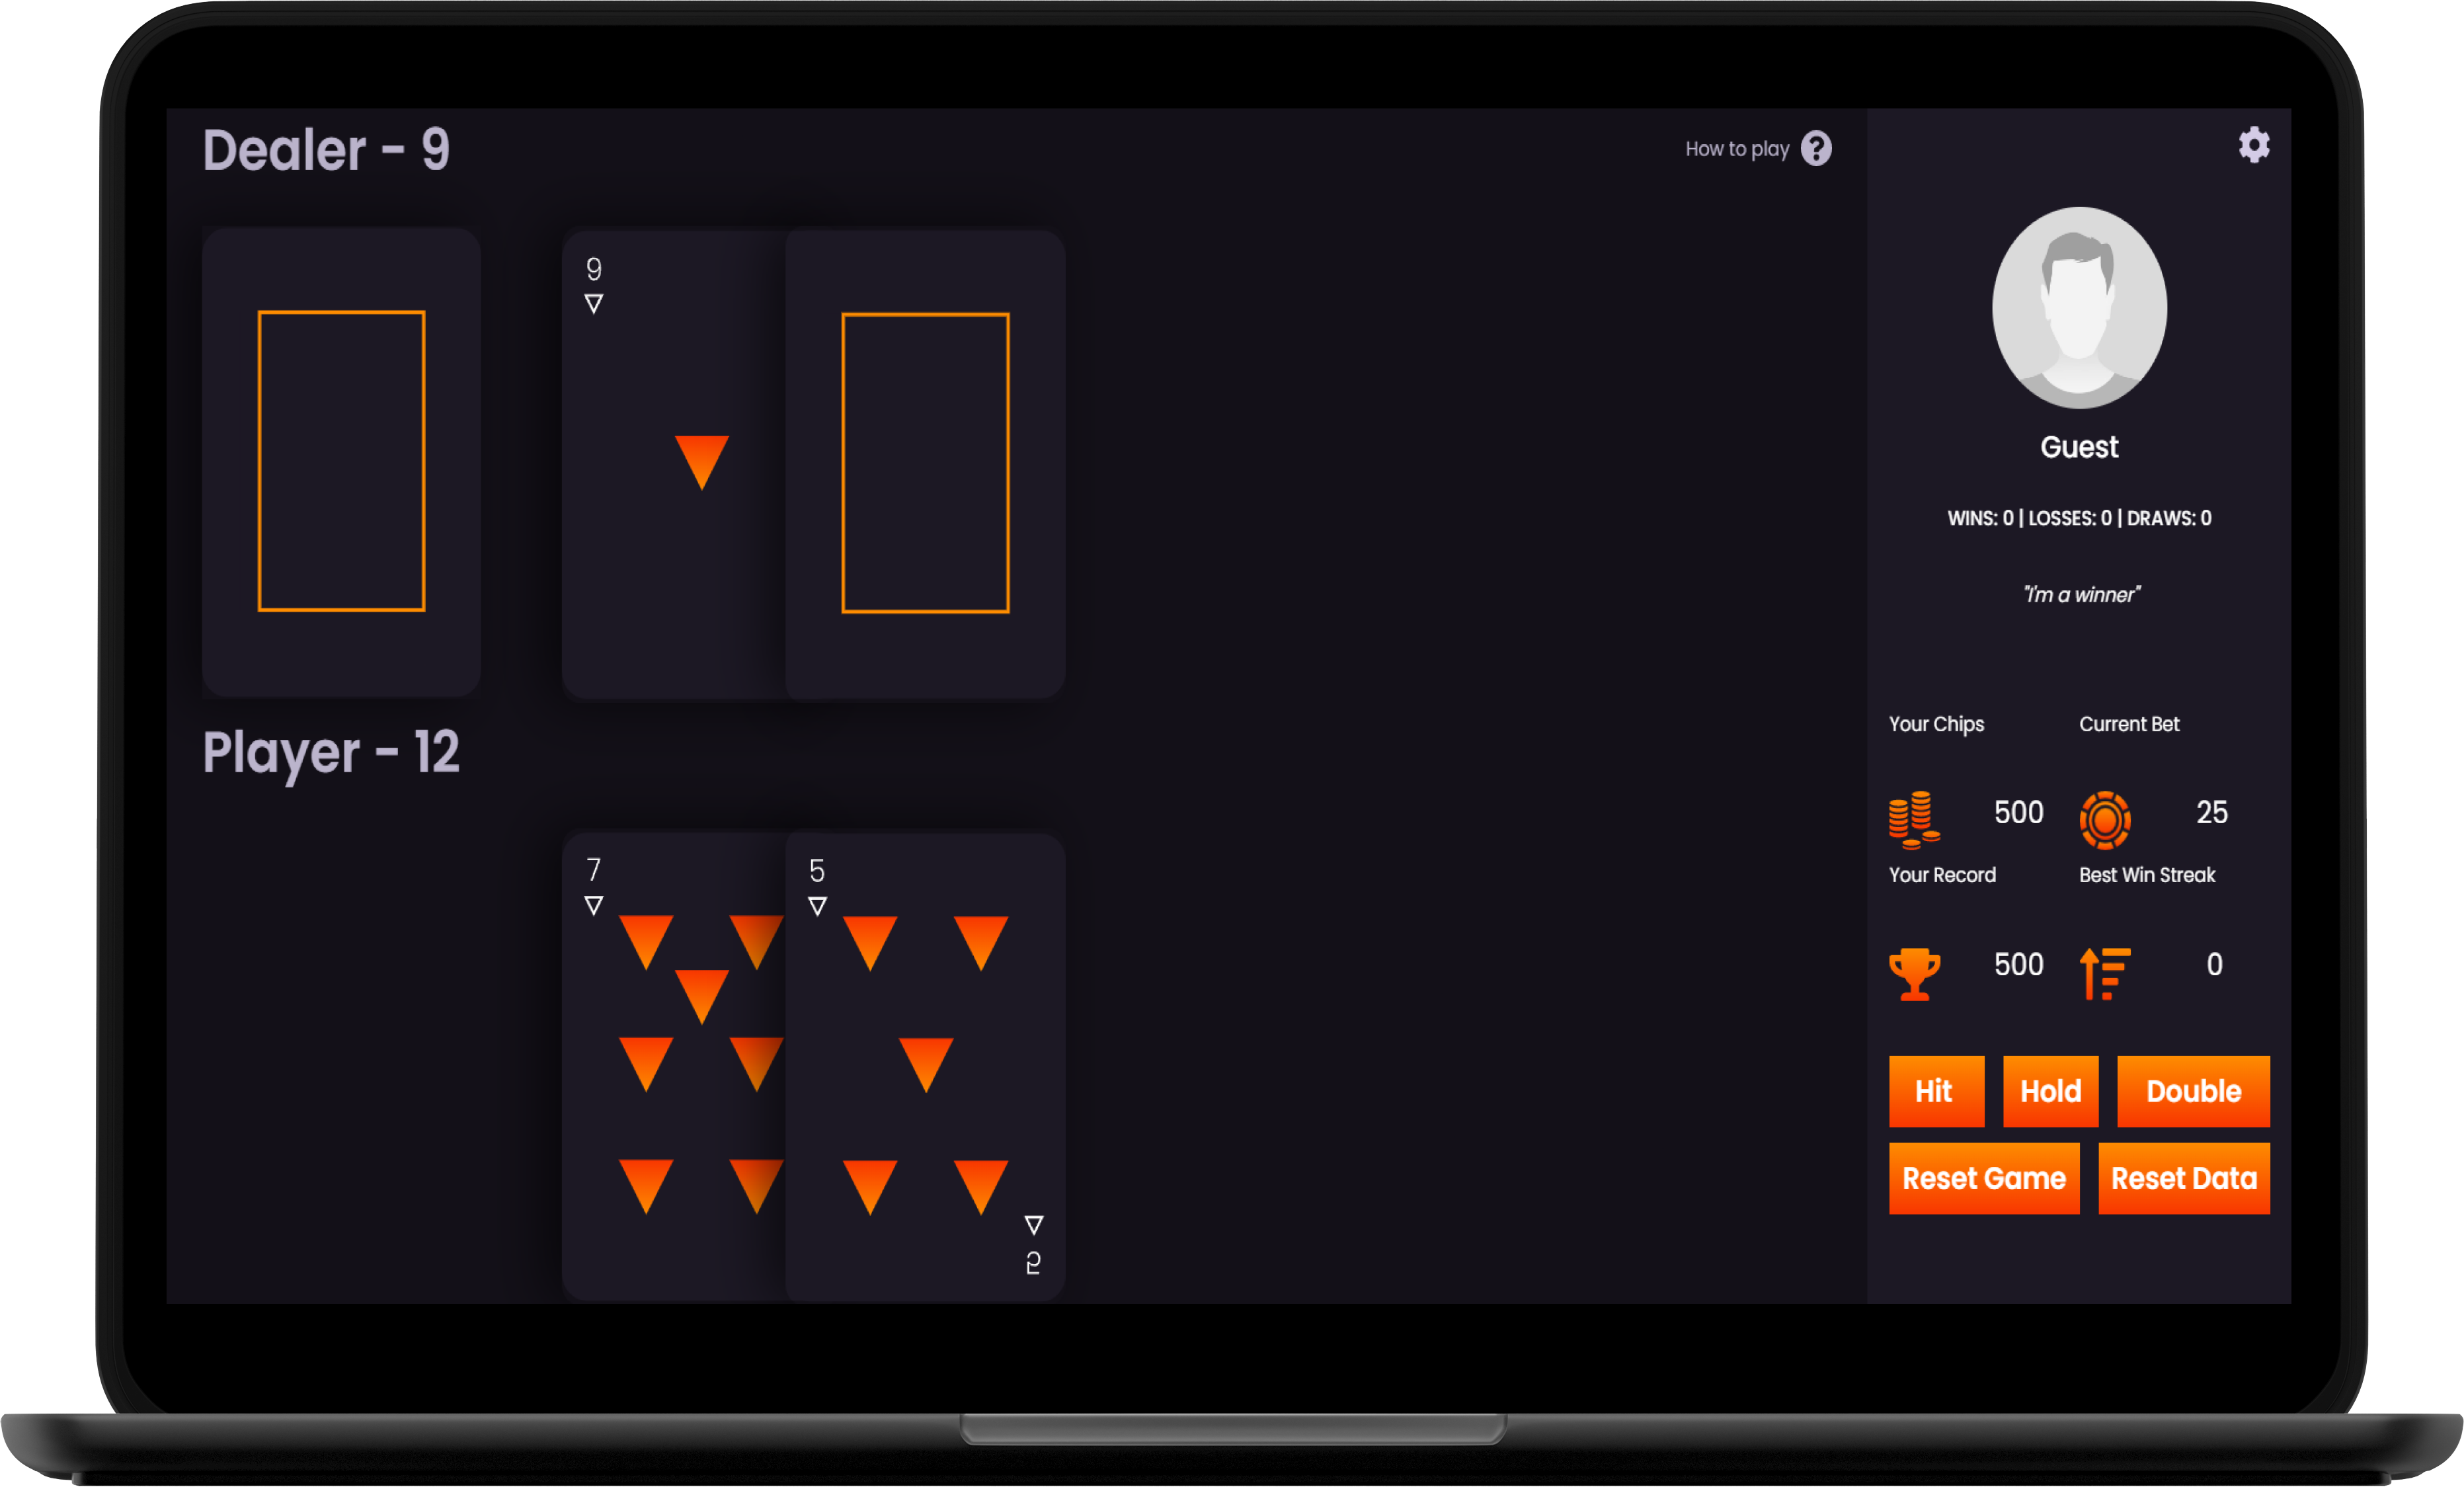 Dealer - 9
How to play ?
9
Player - 12
7
5
5
Guest
WINS: 0 | LOSSES: 0 | DRAWS: 0
"I'm a winner"
Your Chips Current Bet
500 25
Your Record Best Win Streak
500 0
Hit Hold Double
Reset Game Reset Data